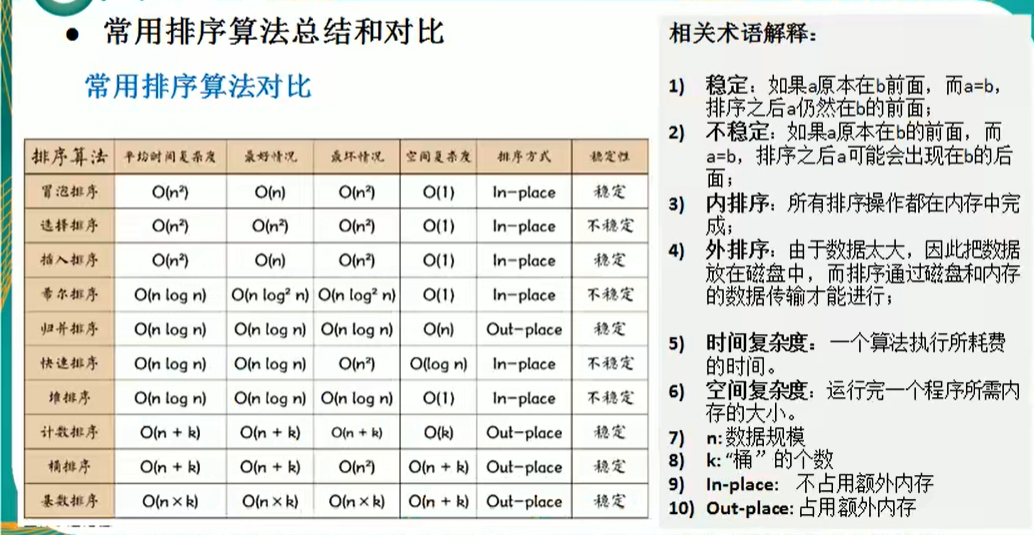 ● 常用排序算法总结和对比
常用排序算法对比
排序算法 平均时间复杂度 最好情况 最坏情况 空间复杂度 排序方式 稳定性
冒泡排序 O(n²) O(n) O(n²) O(1) In-place 稳定
选择排序 O(n²) O(n²) O(n²) O(1) In-place 不稳定
插入排序 O(n²) O(n) O(n²) O(1) In-place 稳定
希尔排序 O(n log n) O(n log² n) O(n log² n) O(1) In-place 不稳定
归并排序 O(n log n) O(n log n) O(n log n) O(n) Out-place 稳定
快速排序 O(n log n) O(n log n) O(n²) O(log n) In-place 不稳定
堆排序 O(n log n) O(n log n) O(n log n) O(1) In-place 不稳定
计数排序 O(n + k) O(n + k) O(n + k) O(k) Out-place 稳定
桶排序 O(n + k) O(n + k) O(n²) O(n + k) Out-place 稳定
基数排序 O(n×k) O(n×k) O(n×k) O(n + k) Out-place 稳定
相关术语解释：
1) 稳定：如果a原本在b前面，而a=b，
排序之后a仍然在b的前面；
2) 不稳定：如果a原本在b的前面，而
a=b，排序之后a可能会出现在b的后
面；
3) 内排序：所有排序操作都在内存中完
成；
4) 外排序：由于数据太大，因此把数据
放在磁盘中，而排序通过磁盘和内存
的数据传输才能进行；
5) 时间复杂度：一个算法执行所耗费
的时间。
6) 空间复杂度：运行完一个程序所需内
存的大小。
7) n:数据规模
8) k:“桶”的个数
9) In-place: 不占用额外内存
10) Out-place:占用额外内存